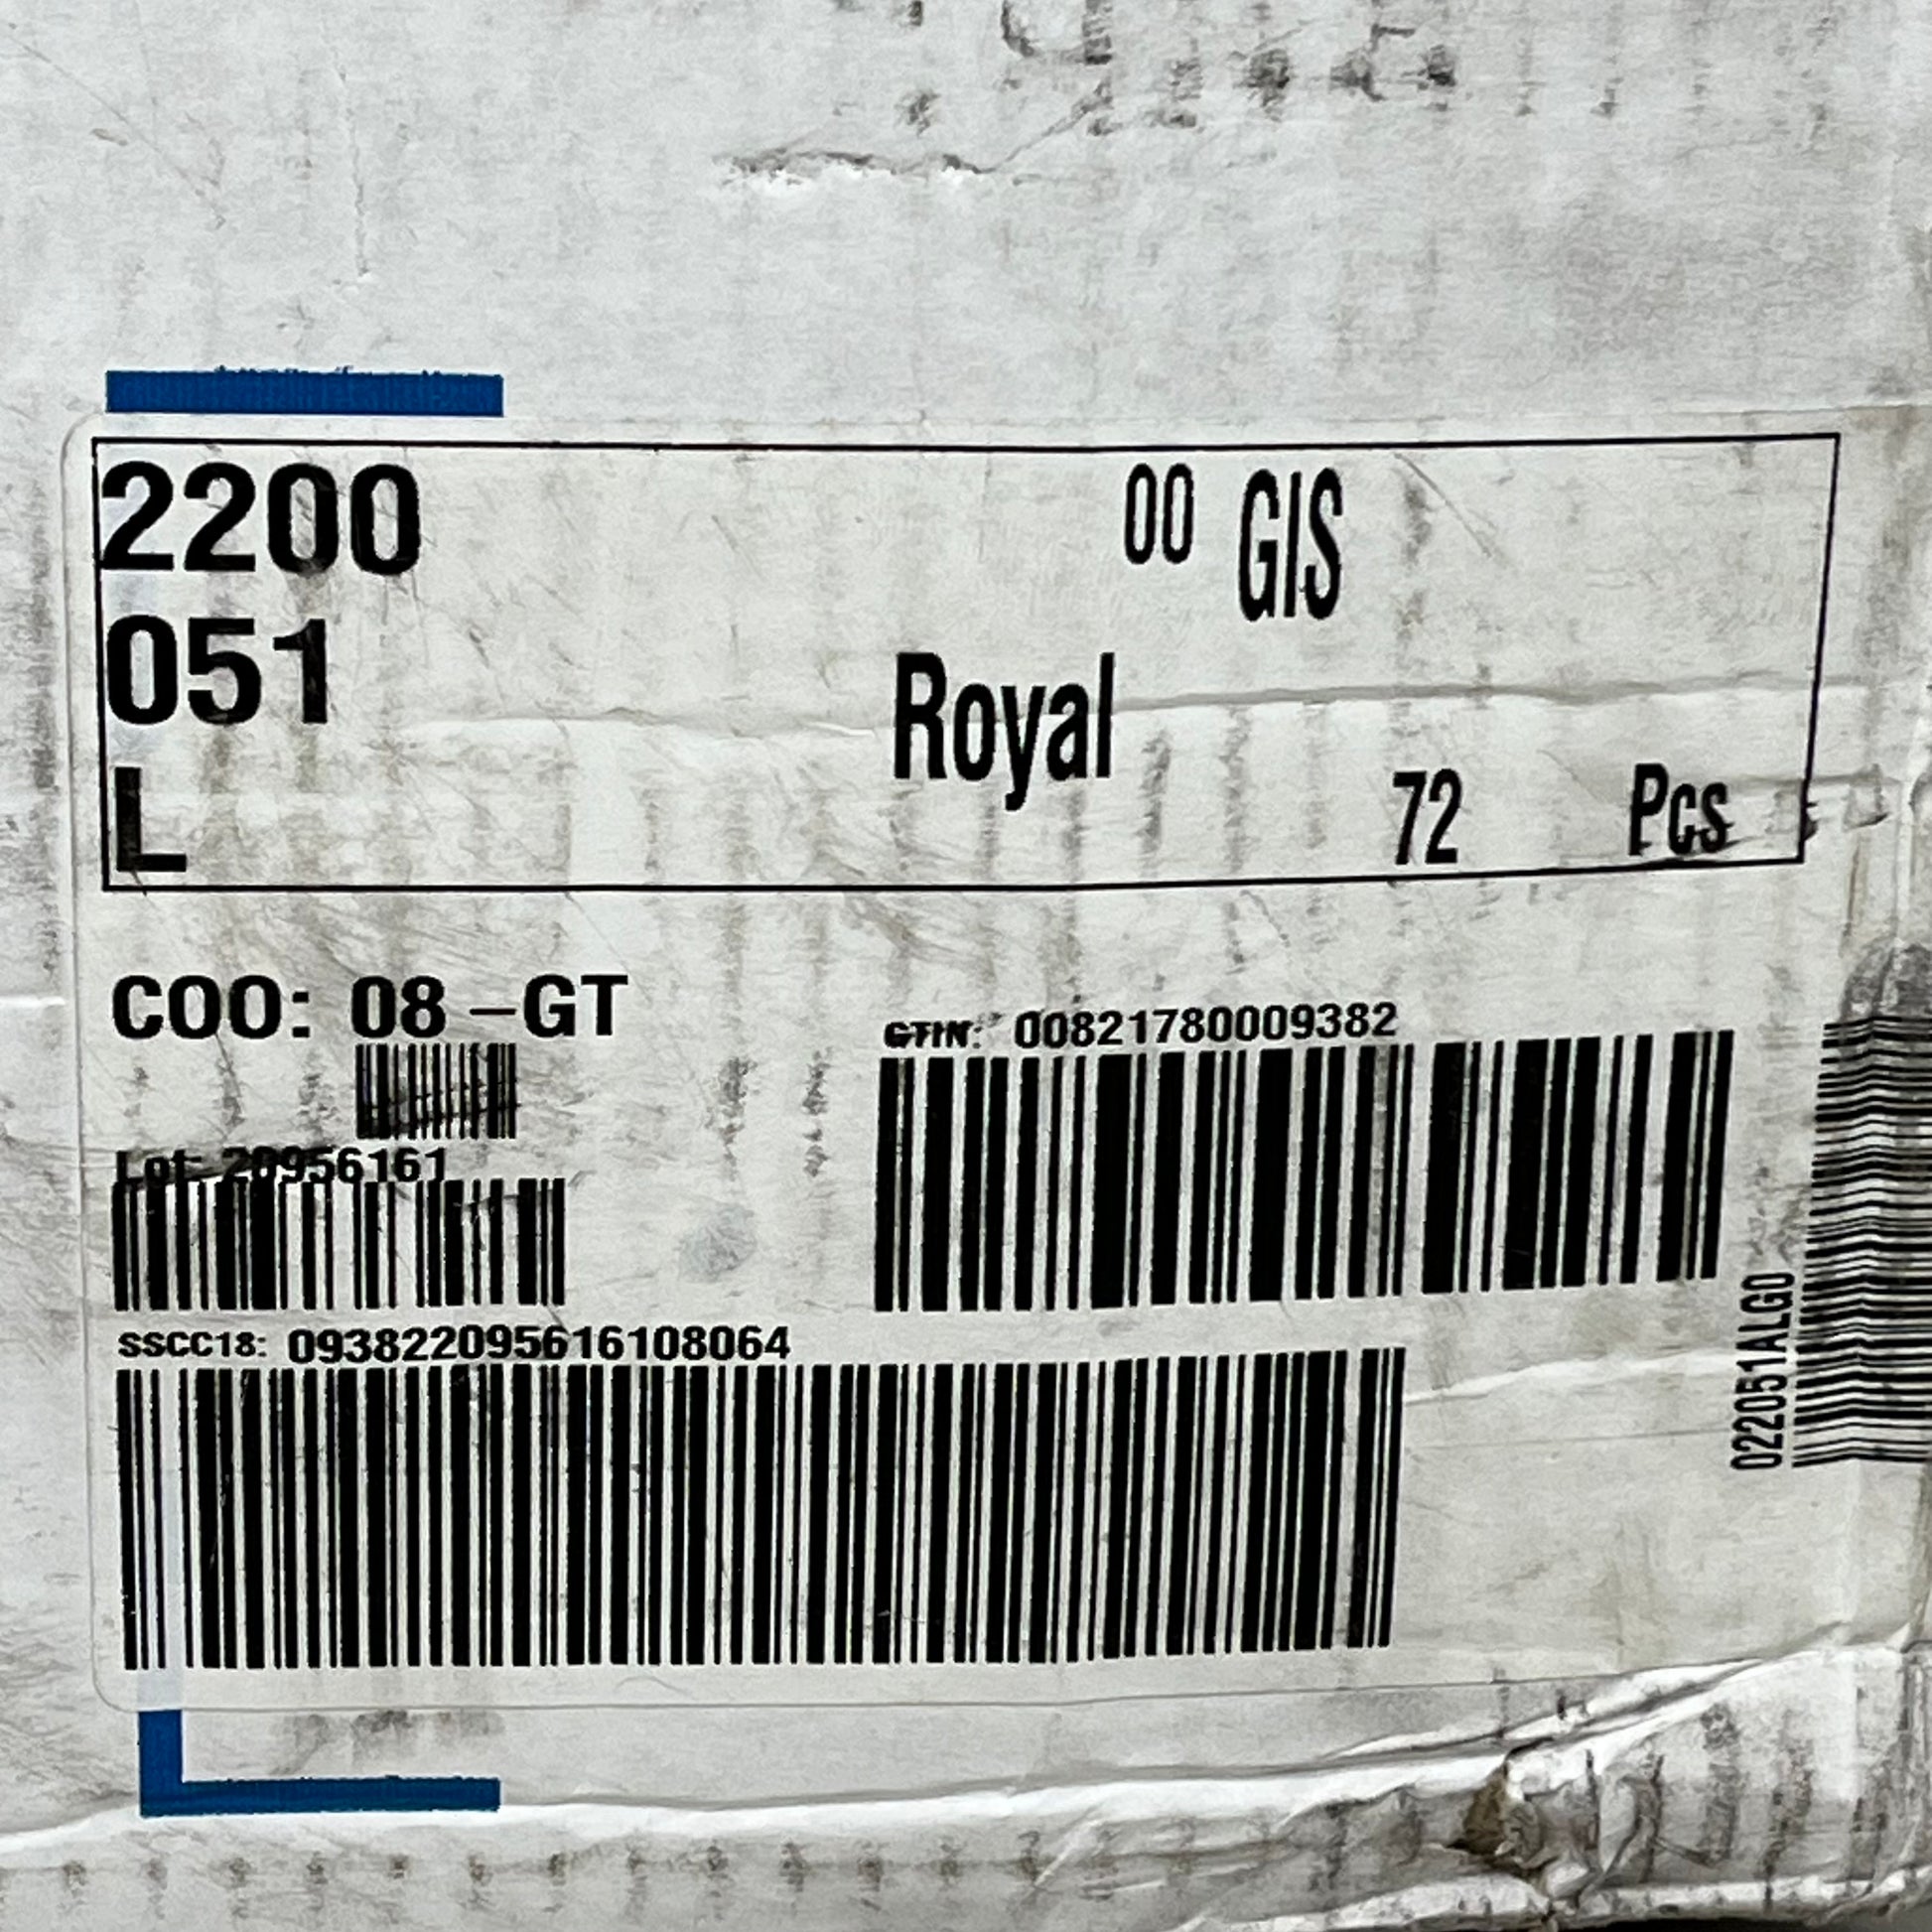 2200 00 GIS
051 Royal
L 72 Pcs
COO: 08 -GT
GTIN: 00821780009382
Lot: 20956161
SSCC18: 093822095616108064
022051ALG0